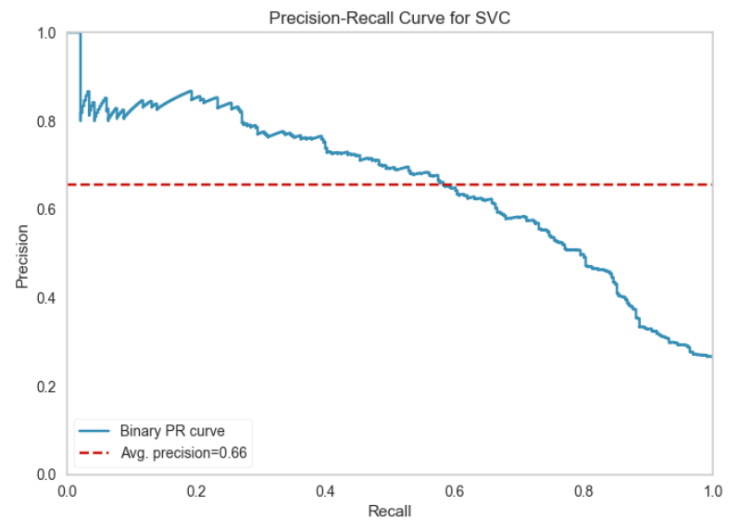 Precision-Recall Curve for SVC
1.0
0.8
0.6
0.4
0.2
0.0
Precision
Binary PR curve
Avg. precision=0.66
0.0 0.2 0.4 0.6 0.8 1.0
Recall